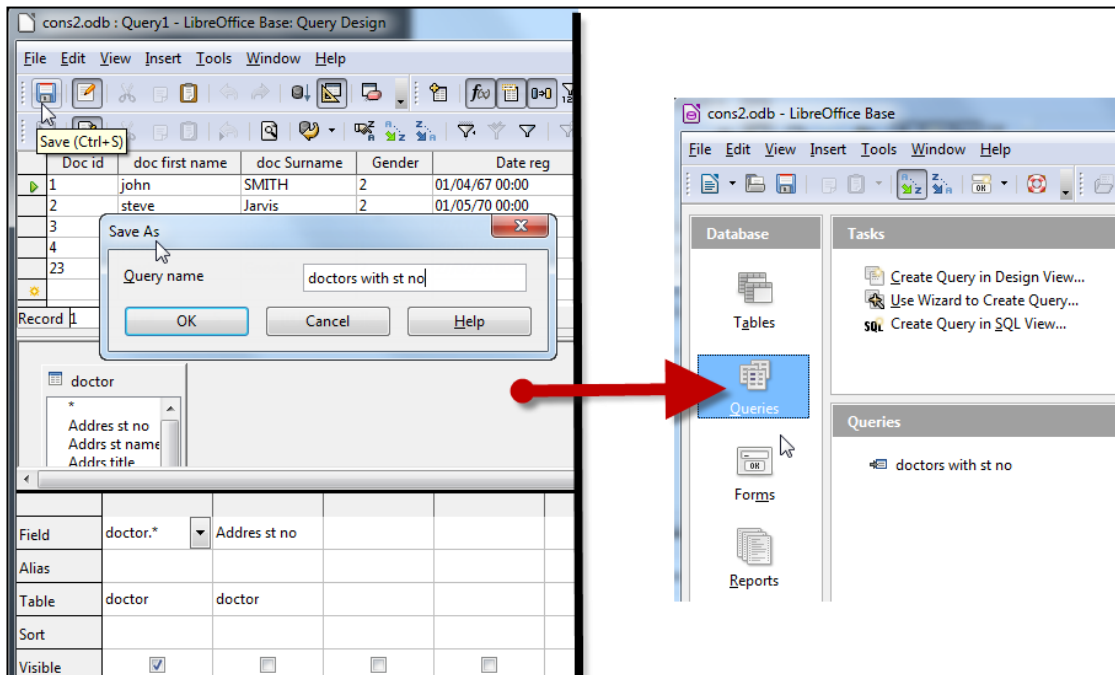 cons2.odb : Query1 - LibreOffice Base: Query Design
File Edit View Insert Tools Window Help
Save (Ctrl+S)
Doc id doc first name doc Surname Gender Date reg
1 john SMITH 2 01/04/67 00:00
2 steve Jarvis 2 01/05/70 00:00
3
4
23
Save As
Query name doctors with st no
OK Cancel Help
Record 1
doctor
*
Addres st no
Addrs st name
Addrs title
Field doctor.* Addres st no
Alias
Table doctor doctor
Sort
Visible
cons2.odb - LibreOffice Base
File Edit View Insert Tools Window Help
Database
Tables
Queries
Forms
Reports
Tasks
Create Query in Design View...
Use Wizard to Create Query...
SQL Create Query in SQL View...
Queries
doctors with st no